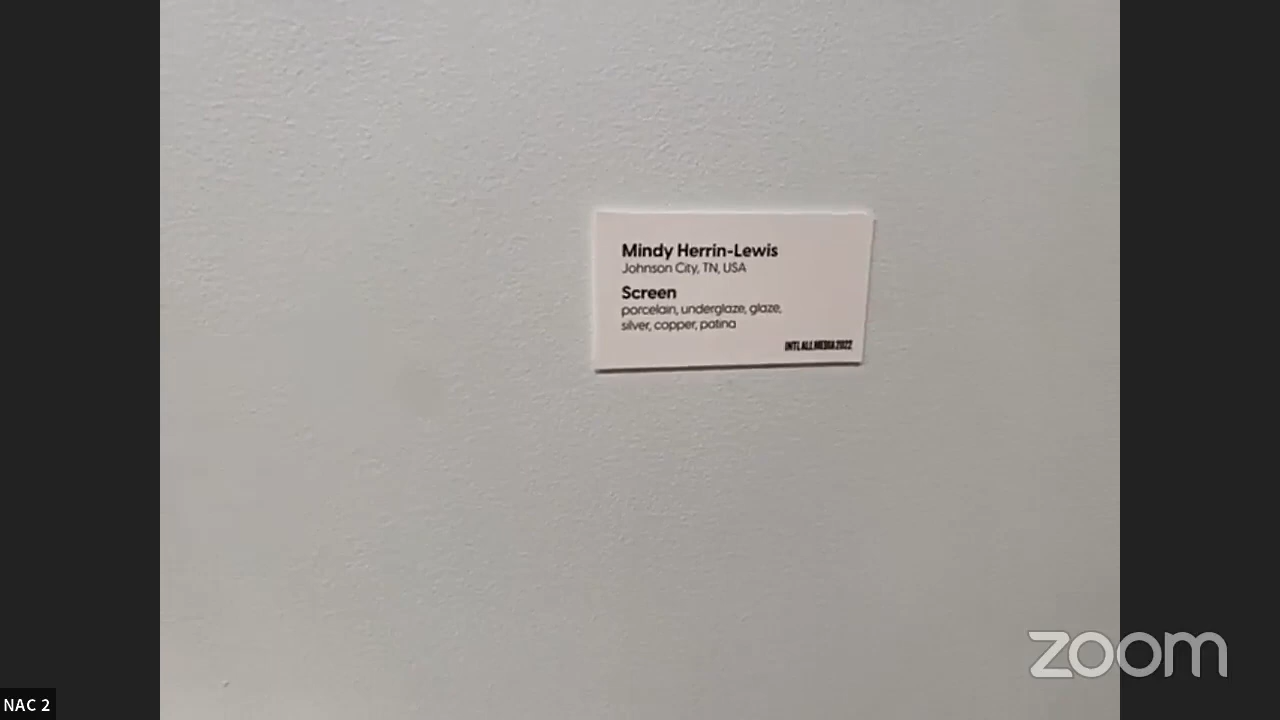 Mindy Herrin-Lewis
Johnson City, TN, USA
Screen
porcelain, underglaze, glaze,
silver, copper, patina
INTL ALL MEDIA 2022
zoom
NAC 2